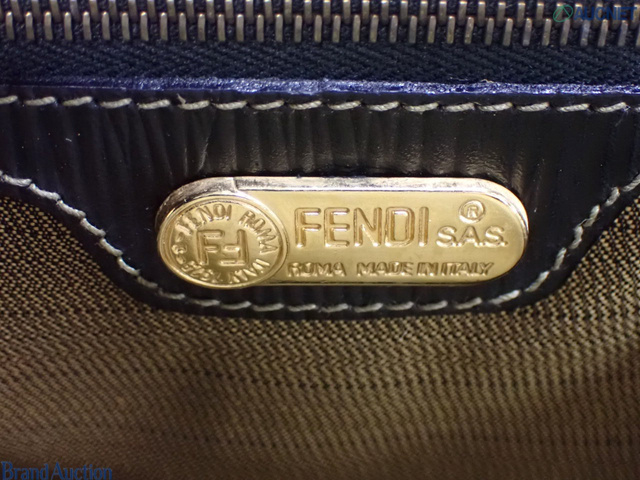 FENDI ® S.A.S.
ROMA MADE IN ITALY
FENDI ROMA
FF
Brand Auction